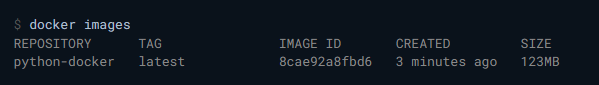 $ docker images
REPOSITORY TAG IMAGE ID CREATED SIZE
python-docker latest 8cae92a8fbd6 3 minutes ago 123MB